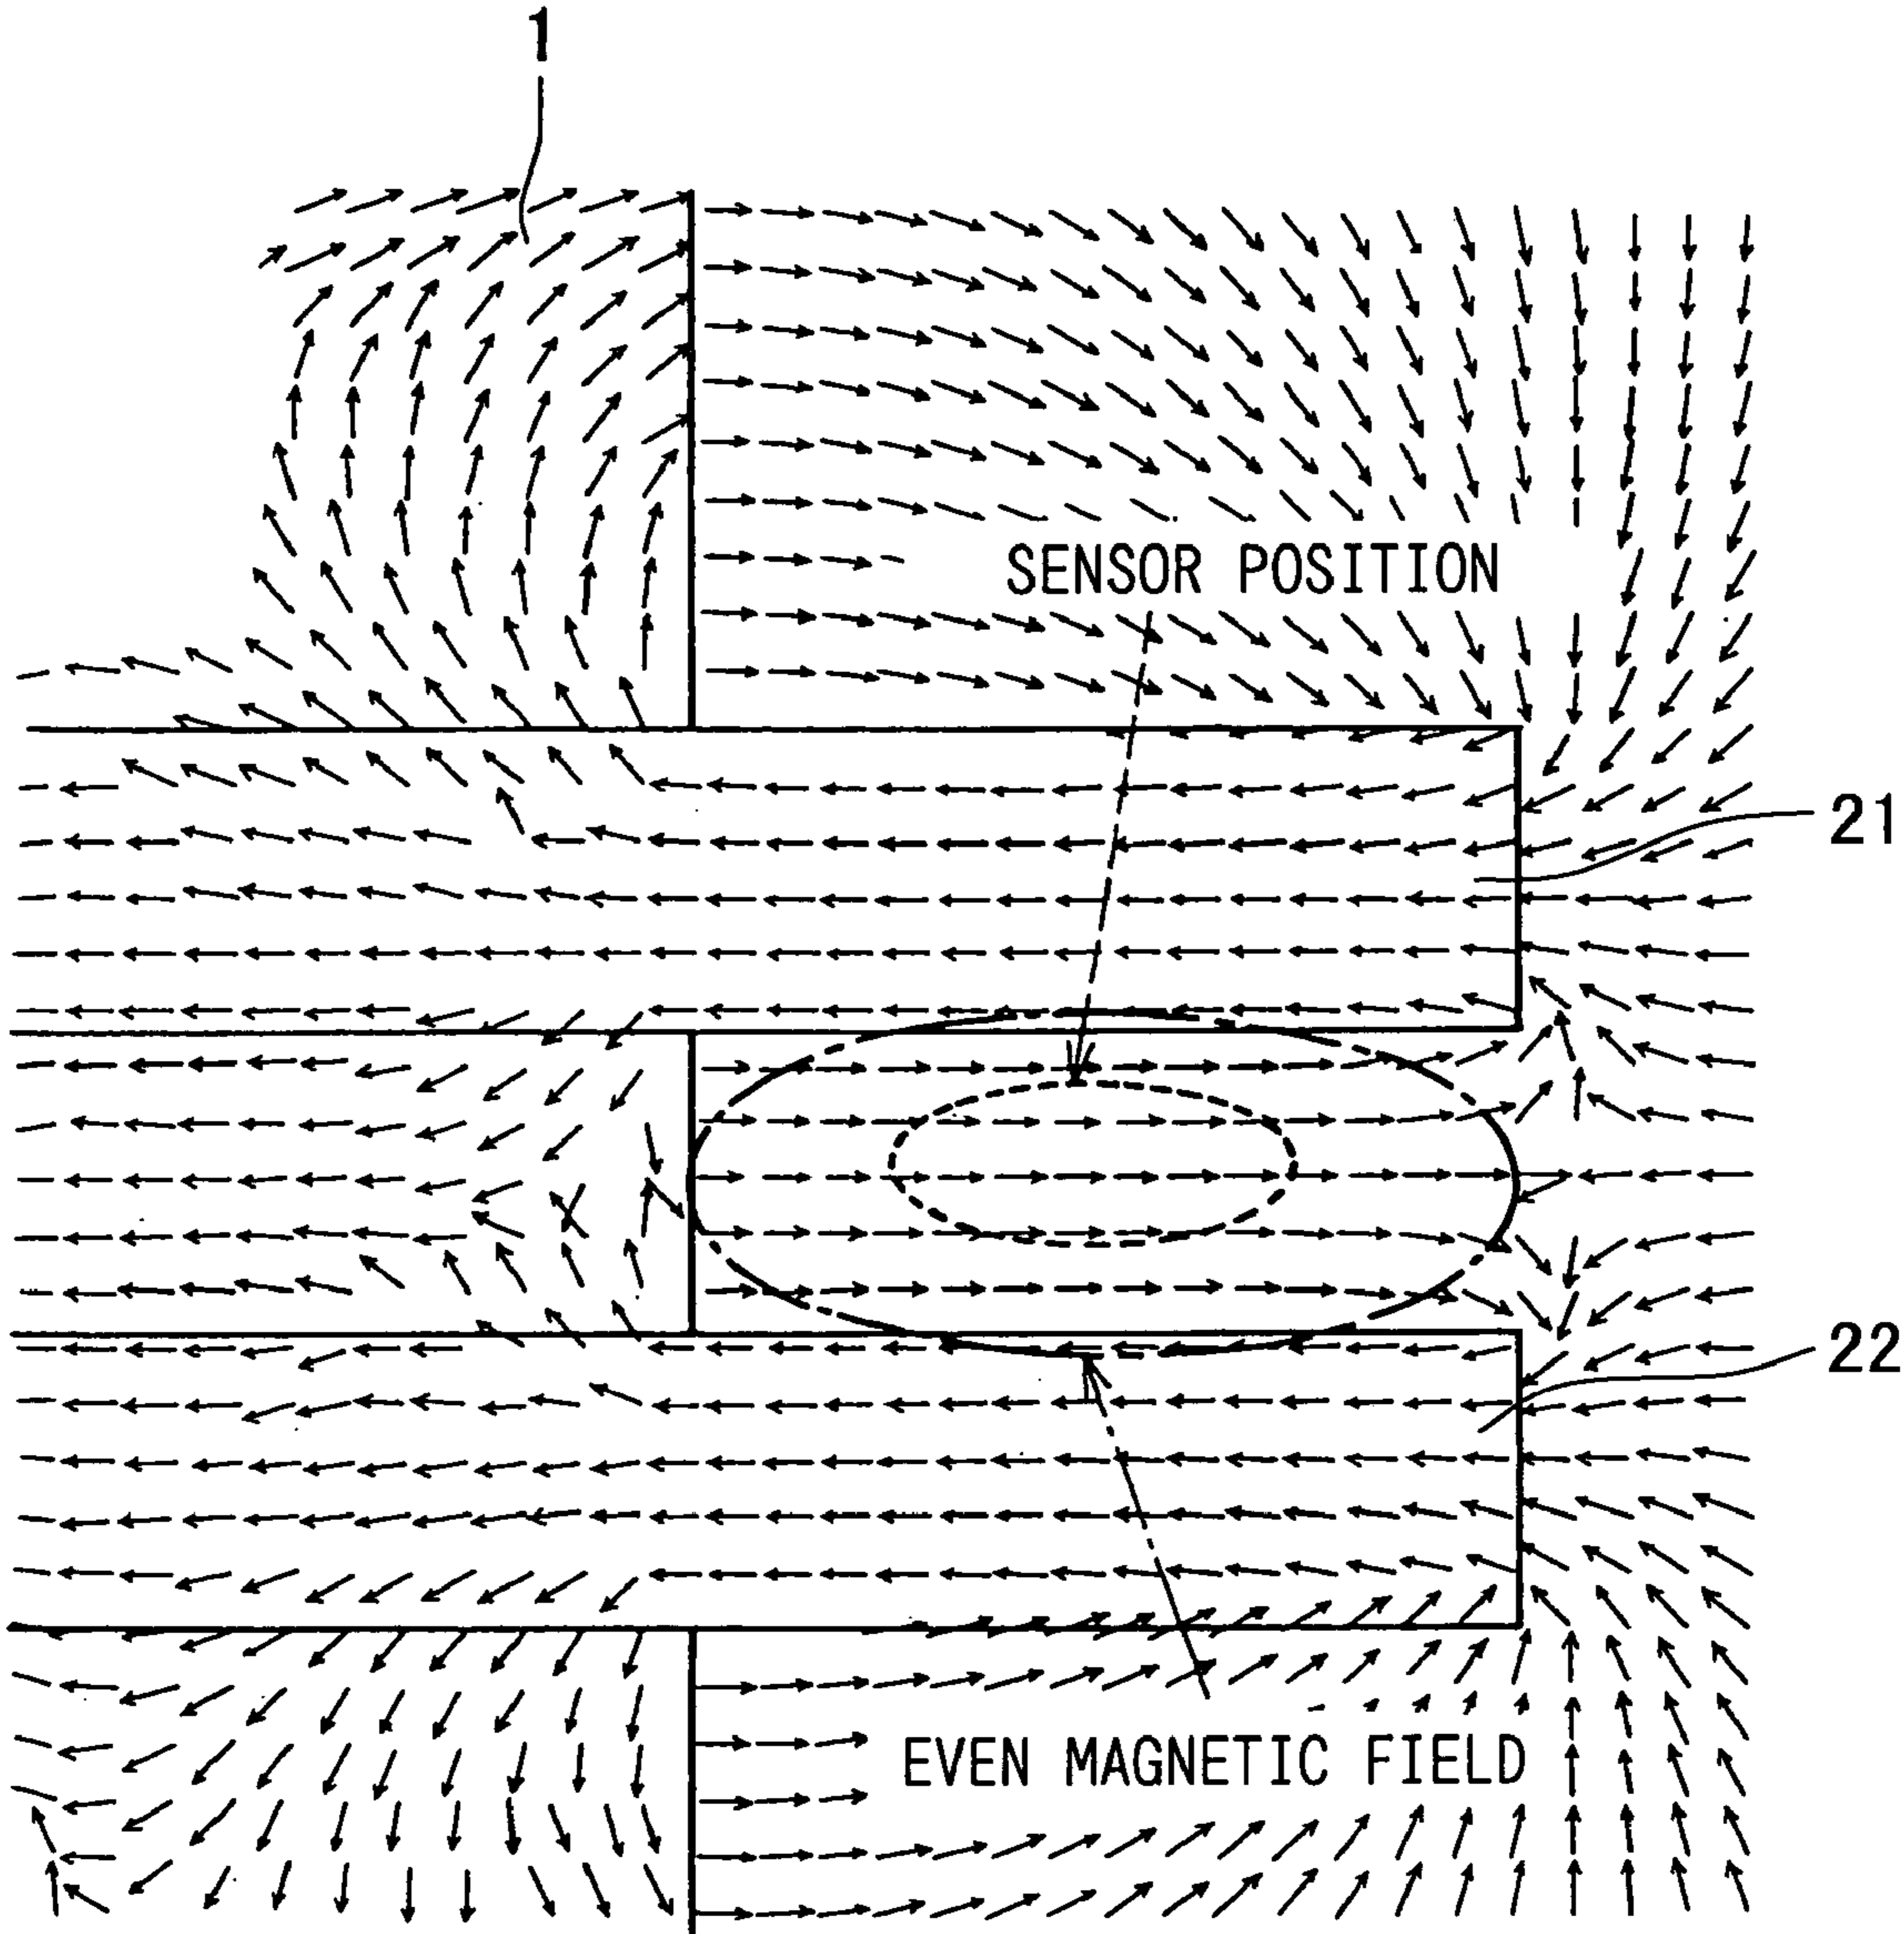 1
SENSOR POSITION
21
22
EVEN MAGNETIC FIELD